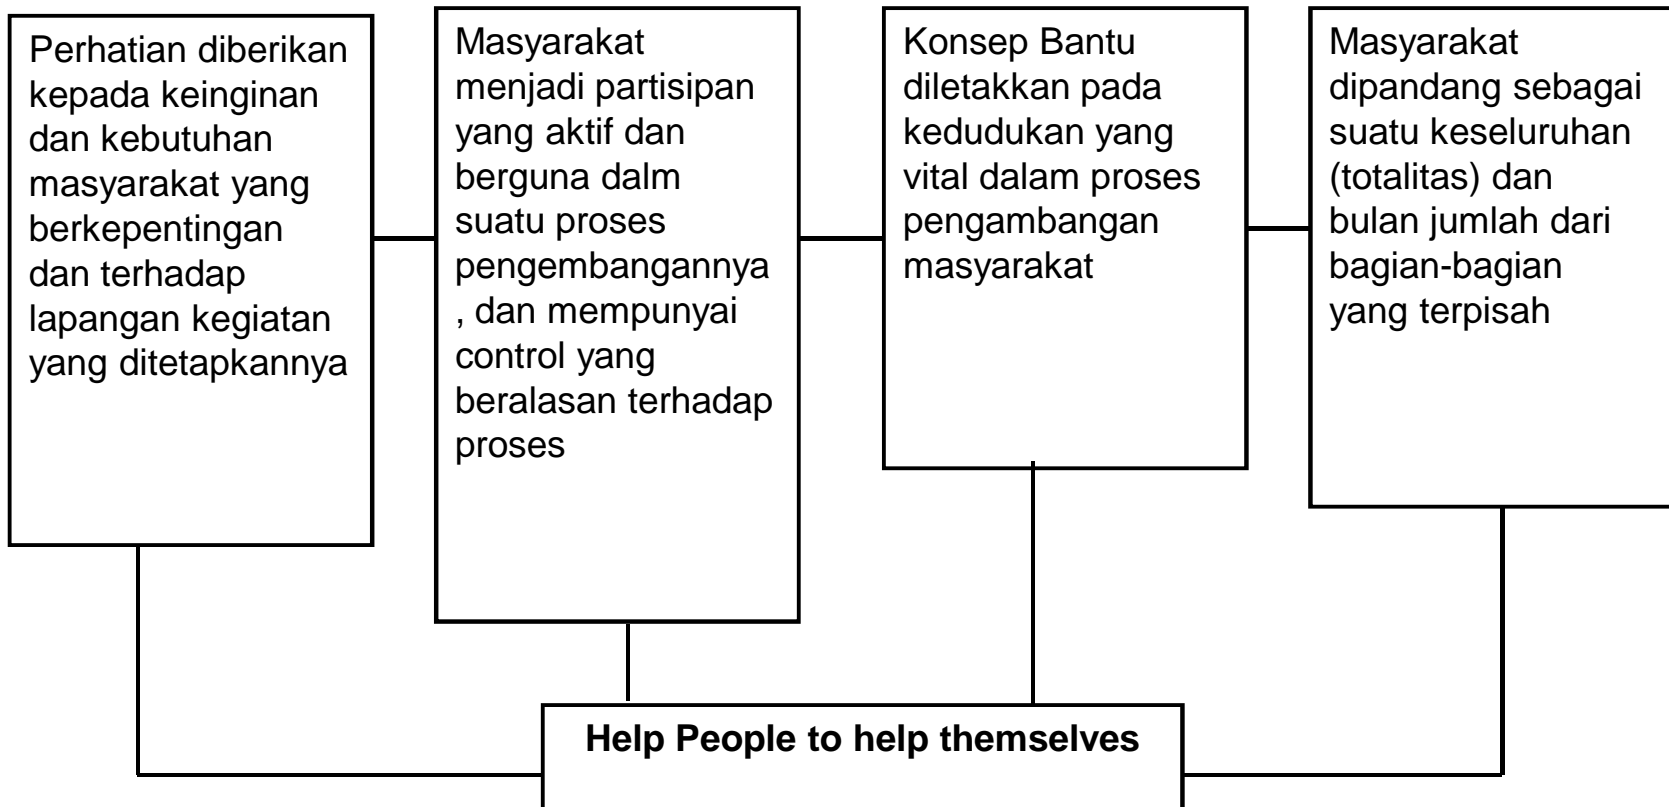 Perhatian diberikan
kepada keinginan
dan kebutuhan
masyarakat yang
berkepentingan
dan terhadap
lapangan kegiatan
yang ditetapkannya
Masyarakat
menjadi partisipan
yang aktif dan
berguna dalm
suatu proses
pengembangannya
, dan mempunyai
control yang
beralasan terhadap
proses
Konsep Bantu
diletakkan pada
kedudukan yang
vital dalam proses
pengambangan
masyarakat
Masyarakat
dipandang sebagai
suatu keseluruhan
(totalitas) dan
bulan jumlah dari
bagian-bagian
yang terpisah
Help People to help themselves